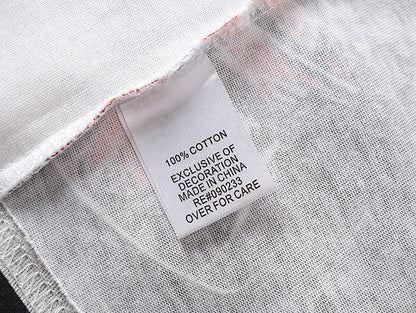 100% COTTON
EXCLUSIVE OF
DECORATION
MADE IN CHINA
RE#090233
OVER FOR CARE